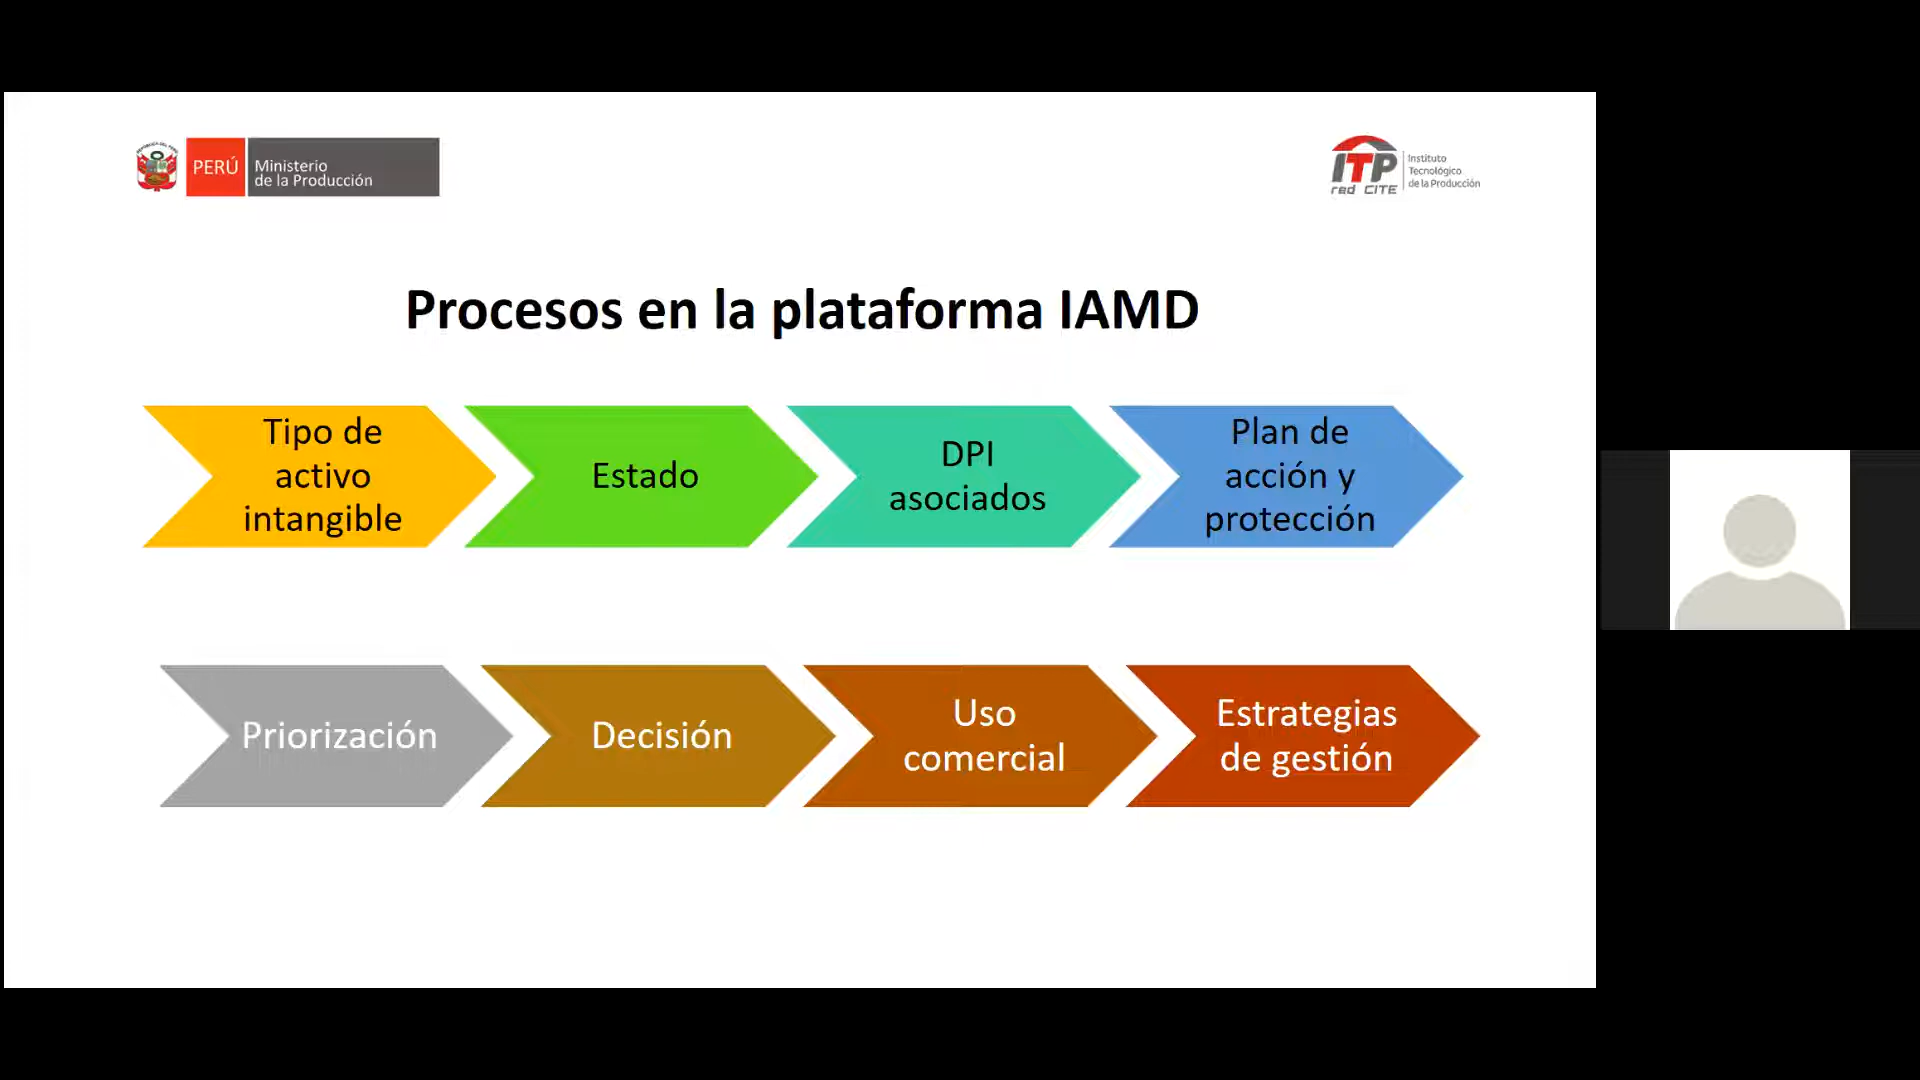 PERÚ
Ministerio
de la Producción
ITP
red CITE
Instituto
Tecnológico
de la Producción
Procesos en la plataforma IAMD
Tipo de
activo
intangible
Estado
DPI
asociados
Plan de
acción y
protección
Priorización
Decisión
Uso
comercial
Estrategias
de gestión